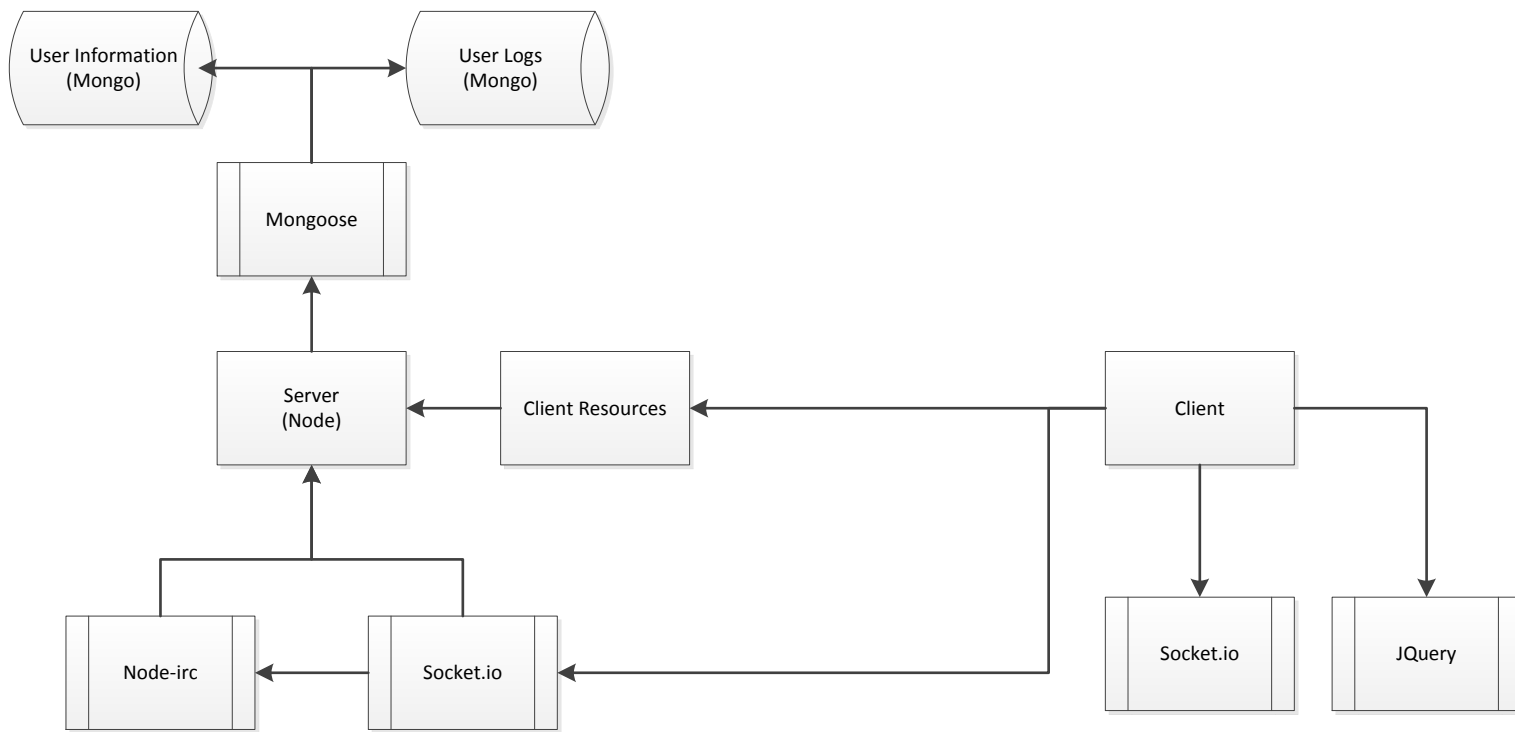 User Information
(Mongo)
User Logs
(Mongo)
Mongoose
Server
(Node)
Client Resources
Client
Node-irc
Socket.io
Socket.io
JQuery